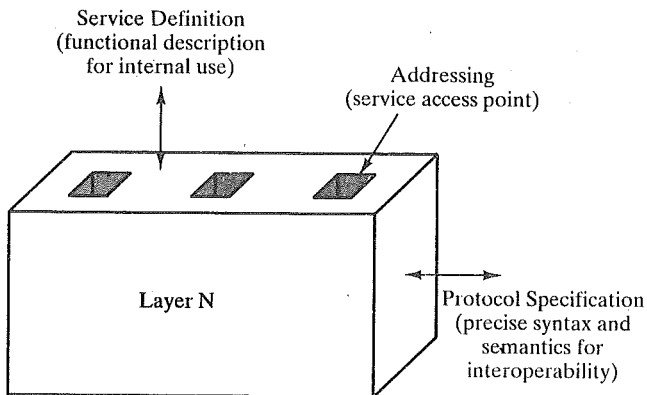 Service Definition
(functional description
for internal use)
Addressing
(service access point)
Layer N
Protocol Specification
(precise syntax and
semantics for
interoperability)